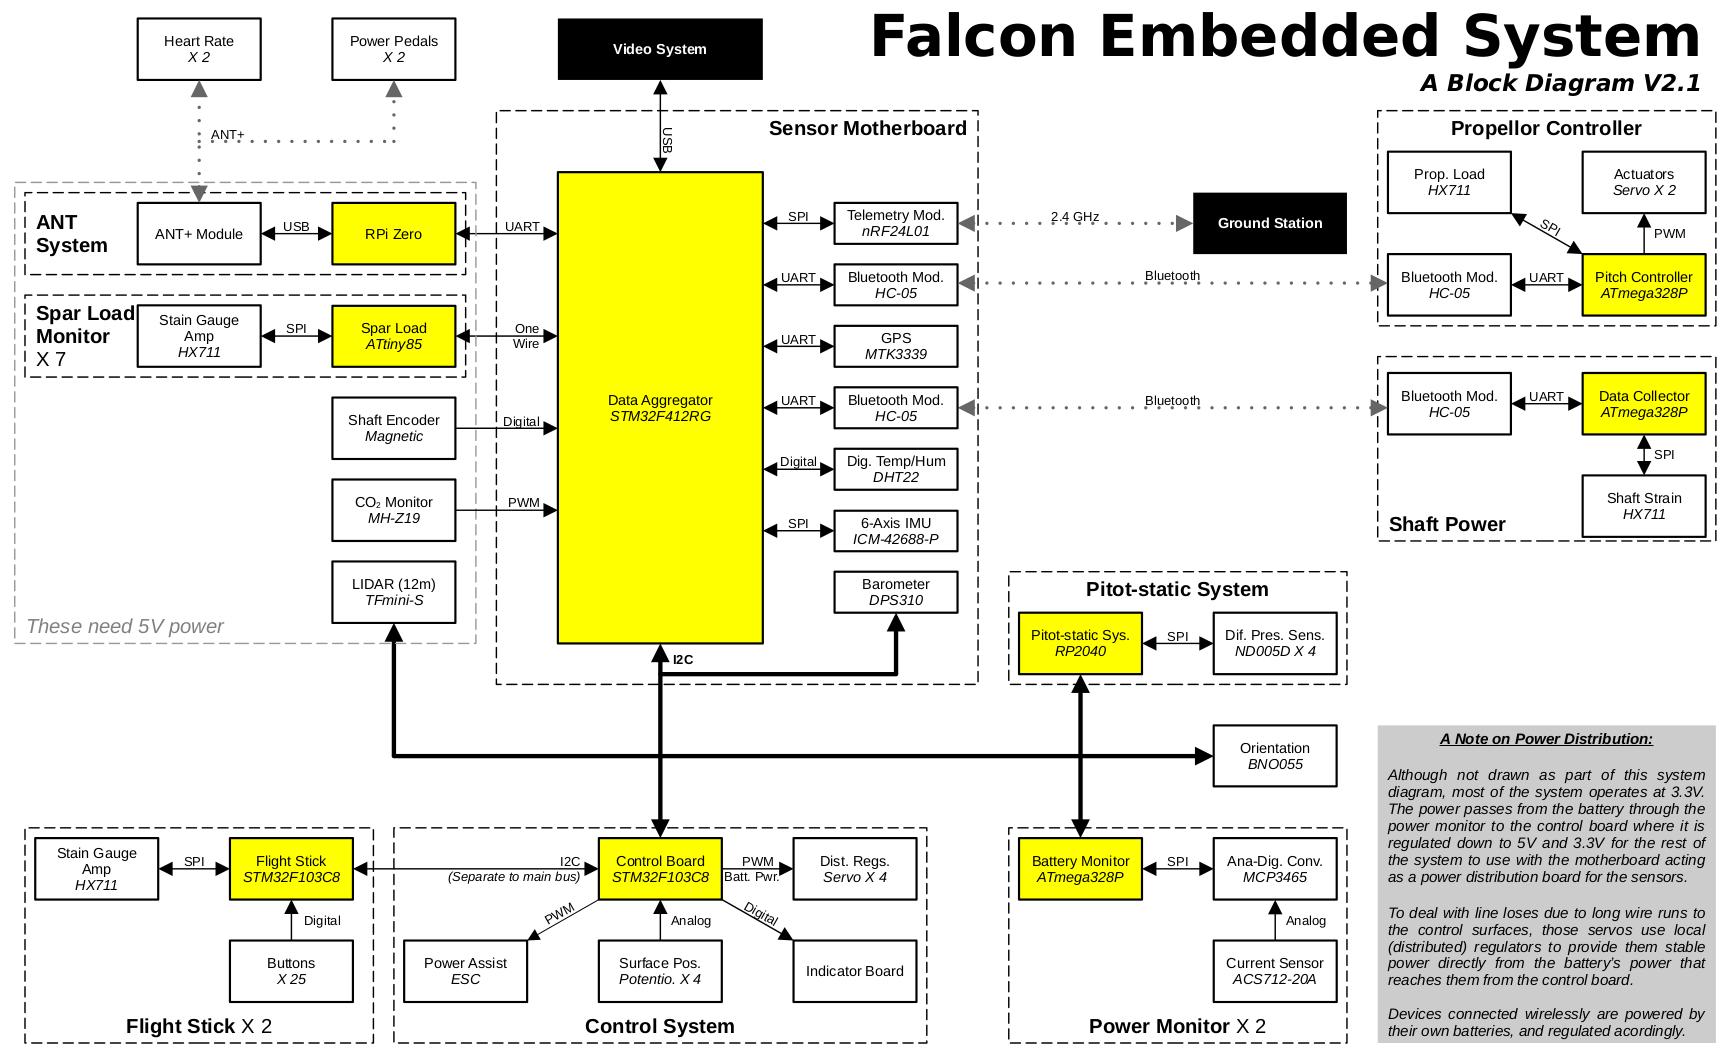 Falcon Embedded System
A Block Diagram V2.1
Heart Rate
X 2
Power Pedals
X 2
ANT+
Video System
USB
Sensor Motherboard
ANT
System
ANT+ Module
USB
RPi Zero
UART
Spar Load
Monitor
X 7
Stain Gauge
Amp
HX711
SPI
Spar Load
ATtiny85
One
Wire
Shaft Encoder
Magnetic
Digital
CO₂ Monitor
MH-Z19
PWM
LIDAR (12m)
TFmini-S
These need 5V power
Data Aggregator
STM32F412RG
SPI
Telemetry Mod.
nRF24L01
2.4 GHz
Ground Station
UART
Bluetooth Mod.
HC-05
Bluetooth
UART
GPS
MTK3339
UART
Bluetooth Mod.
HC-05
Bluetooth
Digital
Dig. Temp/Hum
DHT22
SPI
6-Axis IMU
ICM-42688-P
Barometer
DPS310
I2C
Propellor Controller
Prop. Load
HX711
Actuators
Servo X 2
SPI
PWM
Bluetooth Mod.
HC-05
UART
Pitch Controller
ATmega328P
Bluetooth Mod.
HC-05
UART
Data Collector
ATmega328P
SPI
Shaft Strain
HX711
Shaft Power
Pitot-static System
Pitot-static Sys.
RP2040
SPI
Dif. Pres. Sens.
ND005D X 4
Orientation
BNO055
Stain Gauge
Amp
HX711
SPI
Flight Stick
STM32F103C8
Digital
Buttons
X 25
Flight Stick X 2
I2C
(Separate to main bus)
Control Board
STM32F103C8
PWM
Batt. Pwr.
Dist. Regs.
Servo X 4
PWM
Analog
Digital
Power Assist
ESC
Surface Pos.
Potentio. X 4
Indicator Board
Control System
Battery Monitor
ATmega328P
SPI
Ana-Dig. Conv.
MCP3465
Analog
Current Sensor
ACS712-20A
Power Monitor X 2
A Note on Power Distribution:
Although not drawn as part of this system
diagram, most of the system operates at 3.3V.
The power passes from the battery through the
power monitor to the control board where it is
regulated down to 5V and 3.3V for the rest of
the system to use with the motherboard acting
as a power distribution board for the sensors.
To deal with line loses due to long wire runs to
the control surfaces, those servos use local
(distributed) regulators to provide them stable
power directly from the battery's power that
reaches them from the control board.
Devices connected wirelessly are powered by
their own batteries, and regulated acordingly.